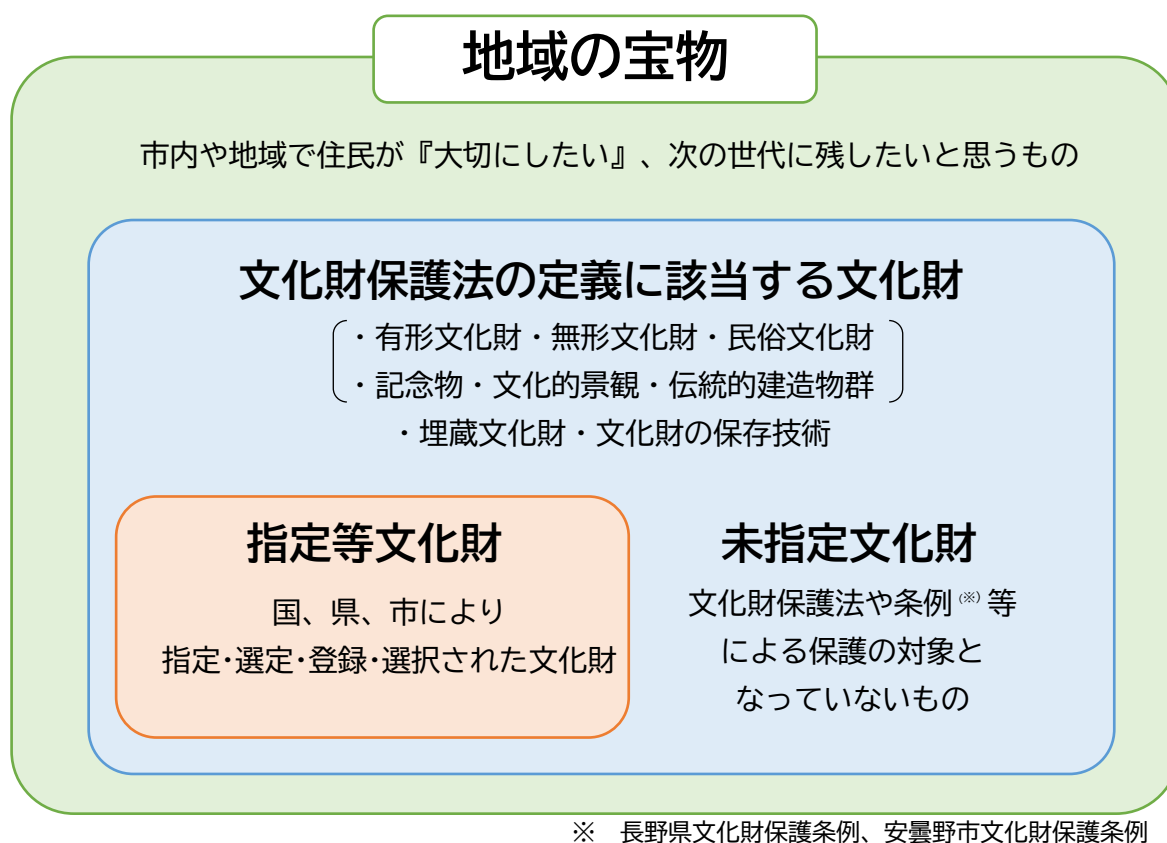 地域の宝物
市内や地域で住民が『大切にしたい』、次の世代に残したいと思うもの
文化財保護法の定義に該当する文化財
・有形文化財・無形文化財・民俗文化財
・記念物・文化的景観・伝統的建造物群
・埋蔵文化財・文化財の保存技術
指定等文化財
国、県、市により
指定・選定・登録・選択された文化財
未指定文化財
文化財保護法や条例(※)等
による保護の対象と
なっていないもの
※　長野県文化財保護条例、安曇野市文化財保護条例